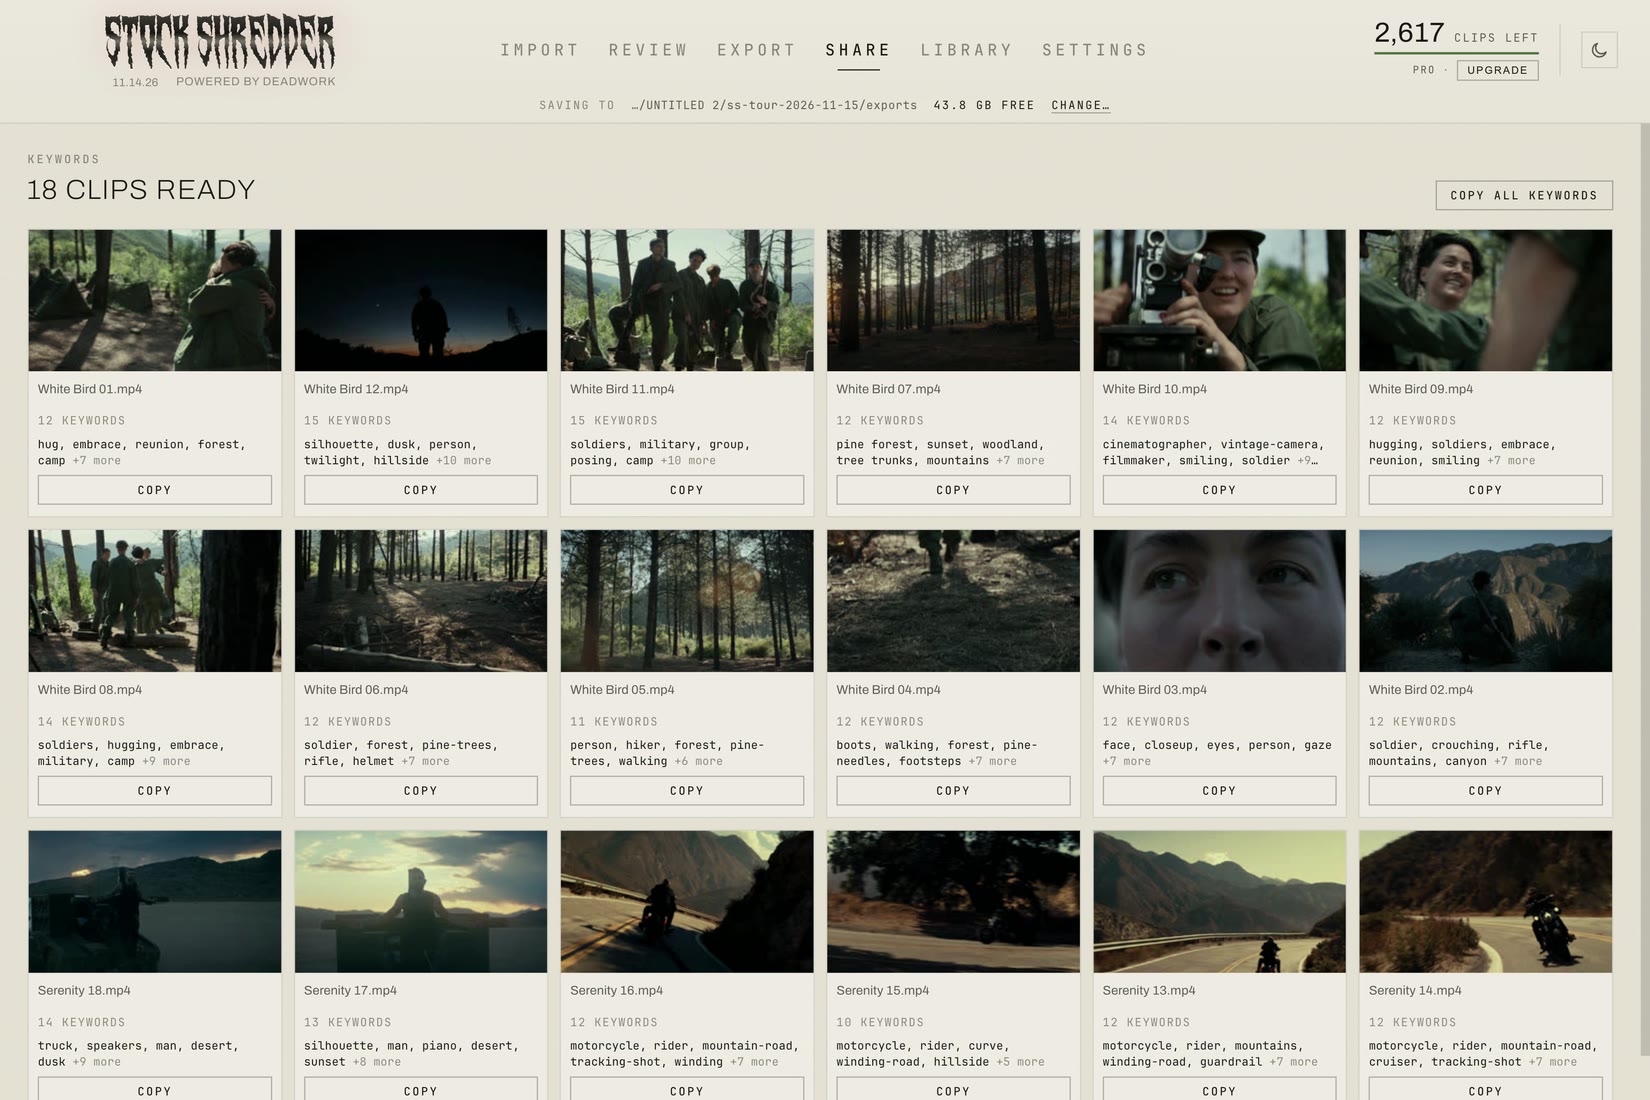 STOCK SHREDDER
11.14.26 POWERED BY DEADWORK
IMPORT REVIEW EXPORT SHARE LIBRARY SETTINGS
2,617 CLIPS LEFT
PRO · UPGRADE
SAVING TO …/UNTITLED 2/ss-tour-2026-11-15/exports 43.8 GB FREE CHANGE…
KEYWORDS
18 CLIPS READY
COPY ALL KEYWORDS
White Bird 01.mp4
12 KEYWORDS
hug, embrace, reunion, forest,
camp +7 more
COPY
White Bird 12.mp4
15 KEYWORDS
silhouette, dusk, person,
twilight, hillside +10 more
COPY
White Bird 11.mp4
15 KEYWORDS
soldiers, military, group,
posing, camp +10 more
COPY
White Bird 07.mp4
12 KEYWORDS
pine forest, sunset, woodland,
tree trunks, mountains +7 more
COPY
White Bird 10.mp4
14 KEYWORDS
cinematographer, vintage-camera,
filmmaker, smiling, soldier +9…
COPY
White Bird 09.mp4
12 KEYWORDS
hugging, soldiers, embrace,
reunion, smiling +7 more
COPY
White Bird 08.mp4
14 KEYWORDS
soldiers, hugging, embrace,
military, camp +9 more
COPY
White Bird 06.mp4
12 KEYWORDS
soldier, forest, pine-trees,
rifle, helmet +7 more
COPY
White Bird 05.mp4
11 KEYWORDS
person, hiker, forest, pine-
trees, walking +6 more
COPY
White Bird 04.mp4
12 KEYWORDS
boots, walking, forest, pine-
needles, footsteps +7 more
COPY
White Bird 03.mp4
12 KEYWORDS
face, closeup, eyes, person, gaze
+7 more
COPY
White Bird 02.mp4
12 KEYWORDS
soldier, crouching, rifle,
mountains, canyon +7 more
COPY
Serenity 18.mp4
14 KEYWORDS
truck, speakers, man, desert,
dusk +9 more
COPY
Serenity 17.mp4
13 KEYWORDS
silhouette, man, piano, desert,
sunset +8 more
COPY
Serenity 16.mp4
12 KEYWORDS
motorcycle, rider, mountain-road,
tracking-shot, winding +7 more
COPY
Serenity 15.mp4
10 KEYWORDS
motorcycle, rider, curve,
winding-road, hillside +5 more
COPY
Serenity 13.mp4
12 KEYWORDS
motorcycle, rider, mountains,
winding-road, guardrail +7 more
COPY
Serenity 14.mp4
12 KEYWORDS
motorcycle, rider, mountain-road,
cruiser, tracking-shot +7 more
COPY